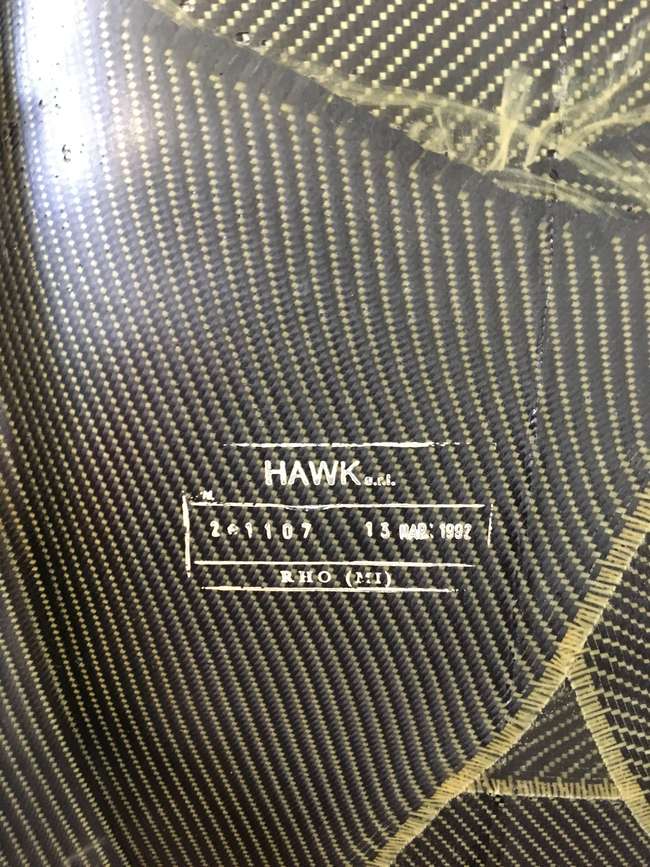 HAWK s.r.l.
N.
13 MAR. 1992
RHO (MI)